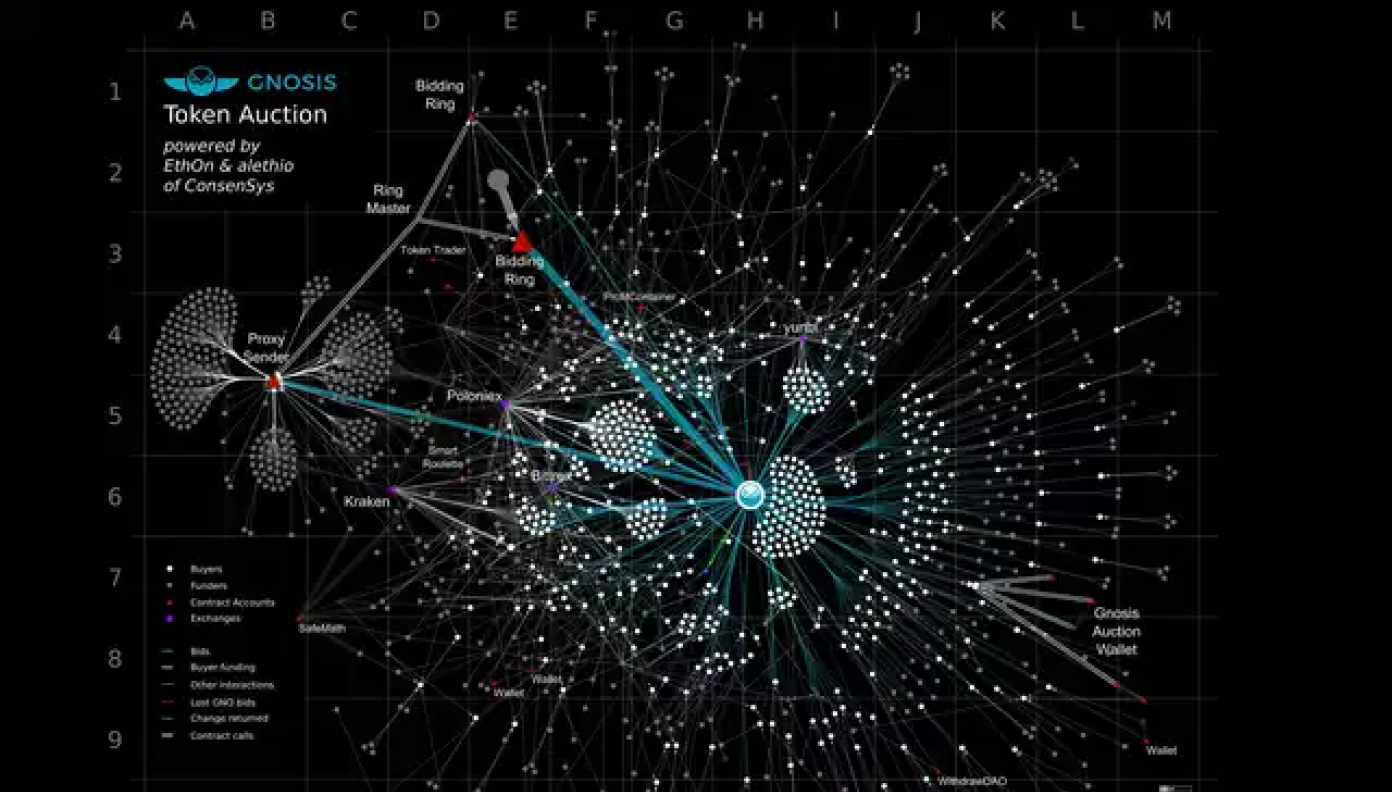 A B C D E F G H I J K L M
GNOSIS
Token Auction
powered by
EthOn & alethio
of ConsenSys
1
2
3
4
5
6
7
8
9
Bidding
Ring
Ring
Master
Token Trader
Bidding
Ring
Proxy
Sender
yunbi
Poloniex
Smart
Roulette
Kraken
SafeMath
Wallet
Wallet
Gnosis
Auction
Wallet
Wallet
WithdrawDAO
Buyers
Funders
Contract Accounts
Exchanges
Bids
Buyer funding
Other interactions
Lost GNO bids
Change returned
Contract calls